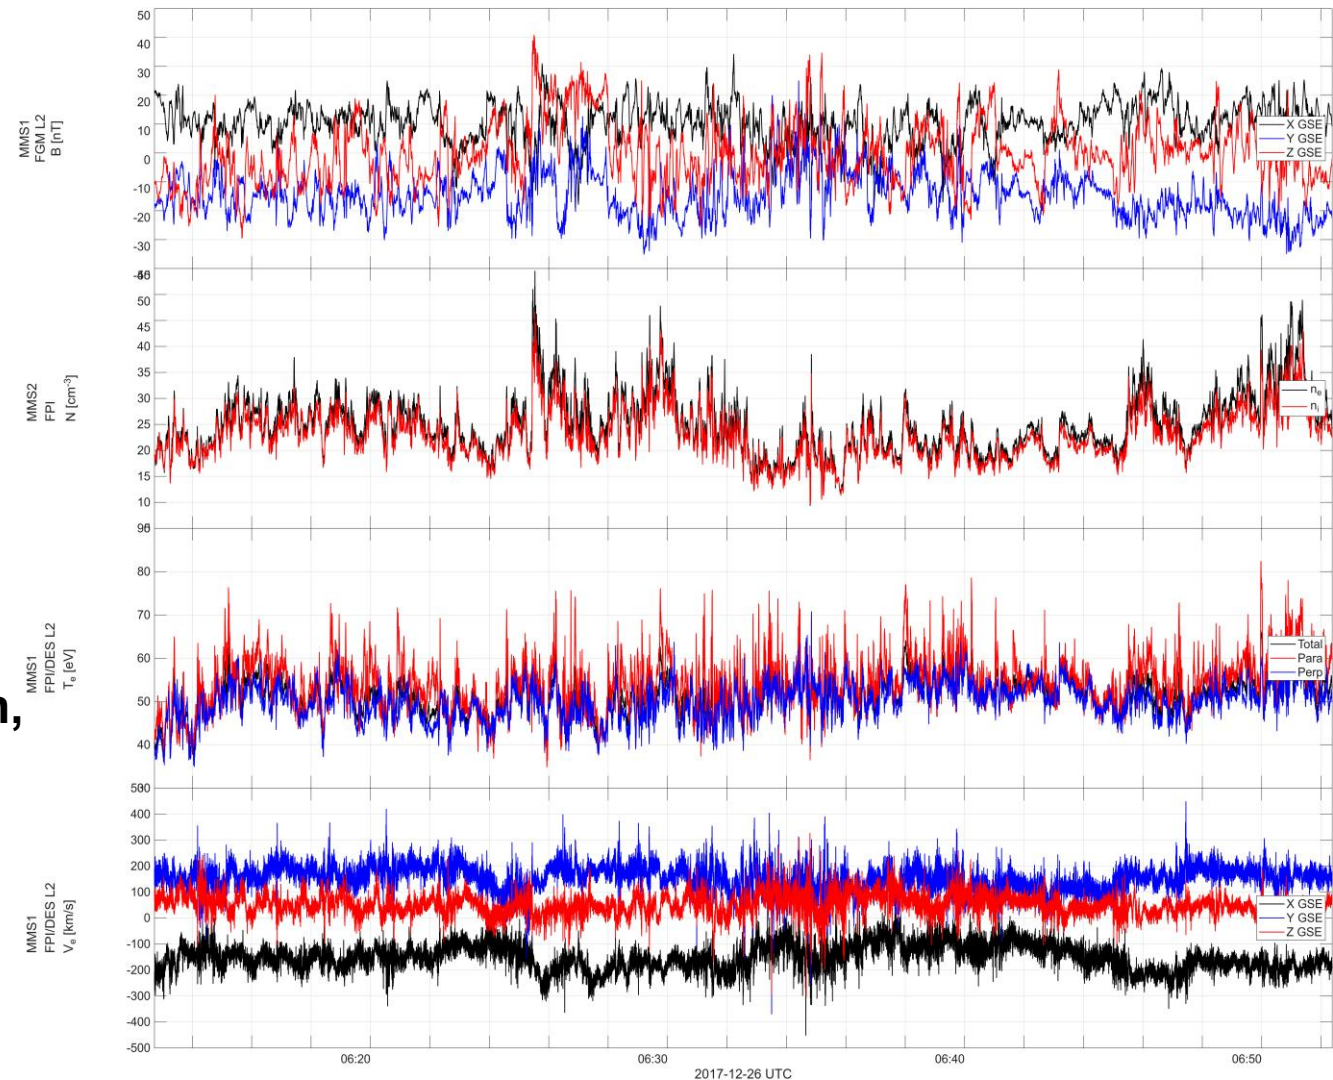 MMS1
FGM L2
B [nT]
50
40
30
20
10
0
-10
-20
-30
X GSE
Y GSE
Z GSE
MMS2
FPI
N [cm⁻³]
50
45
40
35
30
25
20
15
10
nₑ
nᵢ
MMS1
FPI/DES L2
Tₑ [eV]
80
70
60
50
40
Total
Para
Perp
n,
MMS1
FPI/DES L2
Vₑ [km/s]
400
300
200
100
0
-100
-200
-300
-400
-500
X GSE
Y GSE
Z GSE
06:20 06:30 06:40 06:50
2017-12-26 UTC